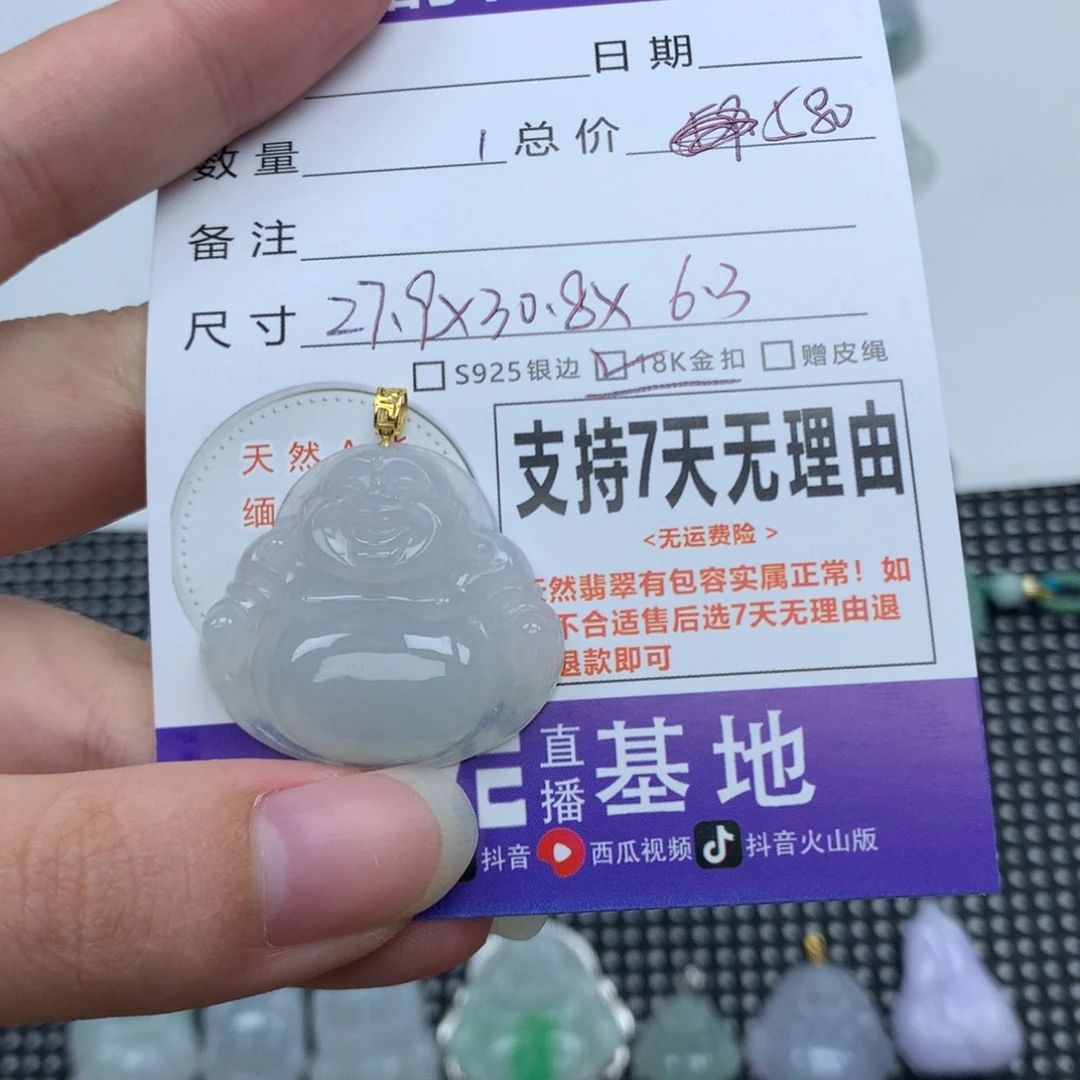 日期
数量 1 总价 80
备注
尺寸 27.9x30.8x 6.3
S925银边 18K金扣 赠皮绳
天然
缅
支持7天无理由
<无运费险>
然翡翠有包容实属正常！如
不合适售后选7天无理由退
退款即可
直播基地
抖音 西瓜视频 抖音火山版